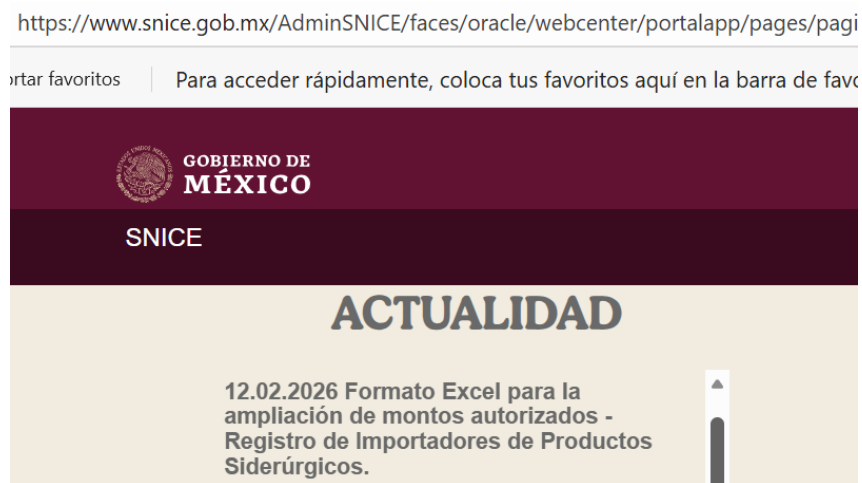 https://www.snice.gob.mx/AdminSNICE/faces/oracle/webcenter/portalapp/pages/pagi
ortar favoritos
Para acceder rápidamente, coloca tus favoritos aquí en la barra de favo
GOBIERNO DE
MÉXICO
SNICE
ACTUALIDAD
12.02.2026 Formato Excel para la
ampliación de montos autorizados -
Registro de Importadores de Productos
Siderúrgicos.